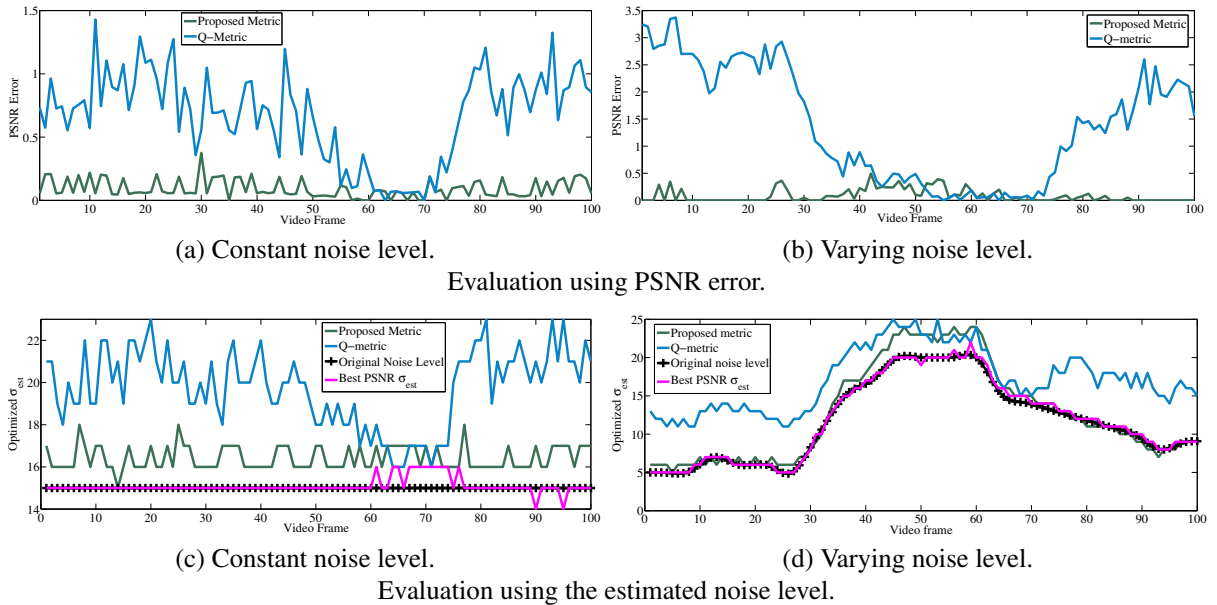 1.5
1
0.5
0
PSNR Error
Proposed Metric
Q-Metric
10 20 30 40 50 60 70 80 90 100
Video Frame
(a) Constant noise level.
3.5
3
2.5
2
1.5
1
0.5
0
PSNR Error
Proposed Metric
Q-metric
10 20 30 40 50 60 70 80 90 100
Video Frame
(b) Varying noise level.
Evaluation using PSNR error.
22
20
18
16
14
Optimized σ_est
Proposed Metric
Q-metric
Original Noise Level
Best PSNR σ_est
0 10 20 30 40 50 60 70 80 90 100
Video Frame
(c) Constant noise level.
25
20
15
10
5
0
Optimized σ_est
Proposed metric
Q-metric
Original noise level
Best PSNR σ_est
0 10 20 30 40 50 60 70 80 90 100
Video frame
(d) Varying noise level.
Evaluation using the estimated noise level.